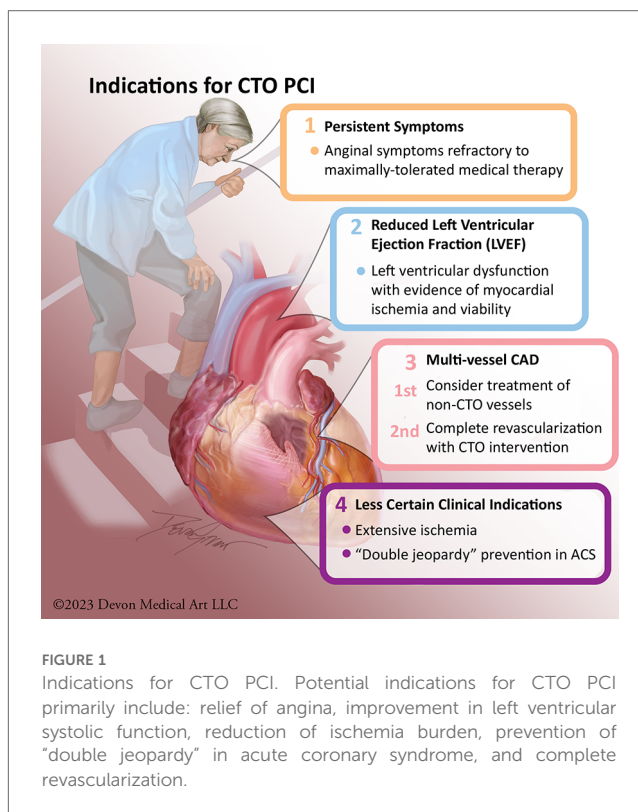 Indications for CTO PCI
1 Persistent Symptoms
Anginal symptoms refractory to
maximally-tolerated medical therapy
2 Reduced Left Ventricular
Ejection Fraction (LVEF)
Left ventricular dysfunction
with evidence of myocardial
ischemia and viability
3 Multi-vessel CAD
1st Consider treatment of
non-CTO vessels
2nd Complete revascularization
with CTO intervention
4 Less Certain Clinical Indications
Extensive ischemia
“Double jeopardy” prevention in ACS
©2023 Devon Medical Art LLC
FIGURE 1
Indications for CTO PCI. Potential indications for CTO PCI
primarily include: relief of angina, improvement in left ventricular
systolic function, reduction of ischemia burden, prevention of
“double jeopardy” in acute coronary syndrome, and complete
revascularization.